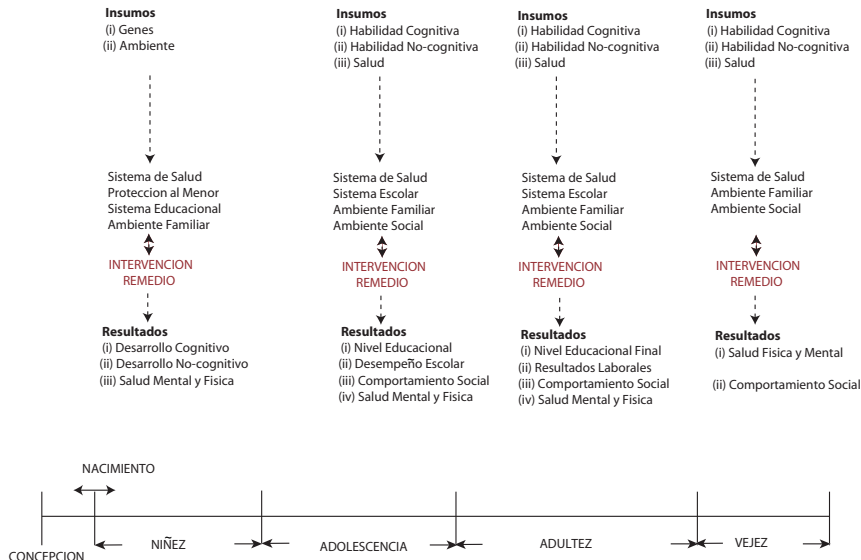 Insumos
(i) Genes
(ii) Ambiente
Sistema de Salud
Proteccion al Menor
Sistema Educacional
Ambiente Familiar
INTERVENCION
REMEDIO
Resultados
(i) Desarrollo Cognitivo
(ii) Desarrollo No-cognitivo
(iii) Salud Mental y Fisica
Insumos
(i) Habilidad Cognitiva
(ii) Habilidad No-cognitiva
(iii) Salud
Sistema de Salud
Sistema Escolar
Ambiente Familiar
Ambiente Social
INTERVENCION
REMEDIO
Resultados
(i) Nivel Educacional
(ii) Desempeño Escolar
(iii) Comportamiento Social
(iv) Salud Mental y Fisica
Insumos
(i) Habilidad Cognitiva
(ii) Habilidad No-cognitiva
(iii) Salud
Sistema de Salud
Sistema Escolar
Ambiente Familiar
Ambiente Social
INTERVENCION
REMEDIO
Resultados
(i) Nivel Educacional Final
(ii) Resultados Laborales
(iii) Comportamiento Social
(iv) Salud Mental y Fisica
Insumos
(i) Habilidad Cognitiva
(ii) Habilidad No-cognitiva
(iii) Salud
Sistema de Salud
Ambiente Familiar
Ambiente Social
INTERVENCION
REMEDIO
Resultados
(i) Salud Fisica y Mental
(ii) Comportamiento Social
NACIMIENTO
CONCEPCION
NIÑEZ
ADOLESCENCIA
ADULTEZ
VEJEZ